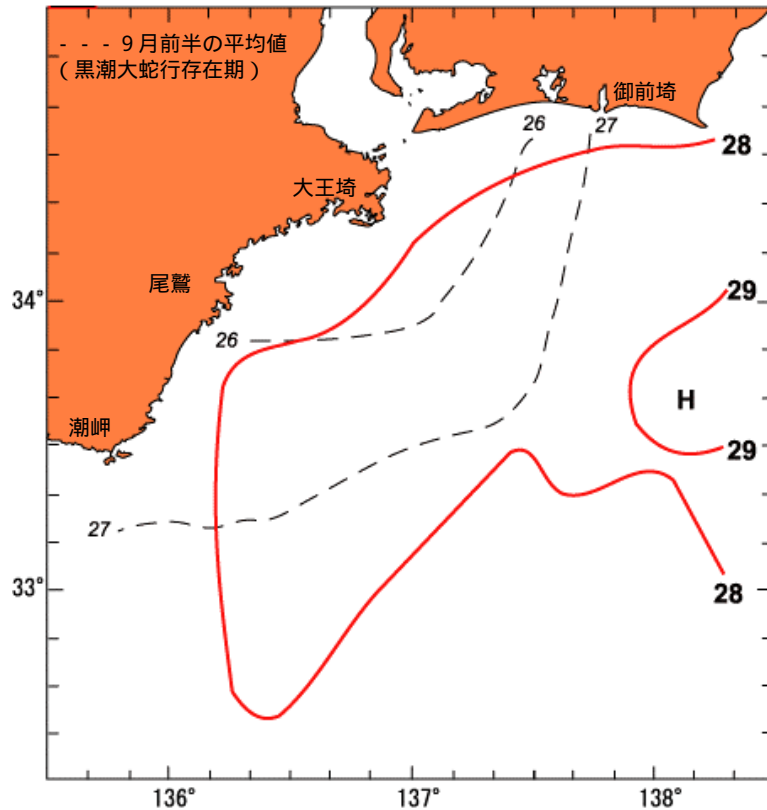 - - - 9月前半の平均値
(黒潮大蛇行存在期)
御前埼
26
27
28
大王埼
尾鷲
29
34°
26
H
潮岬
29
27
33°
28
136°
137°
138°